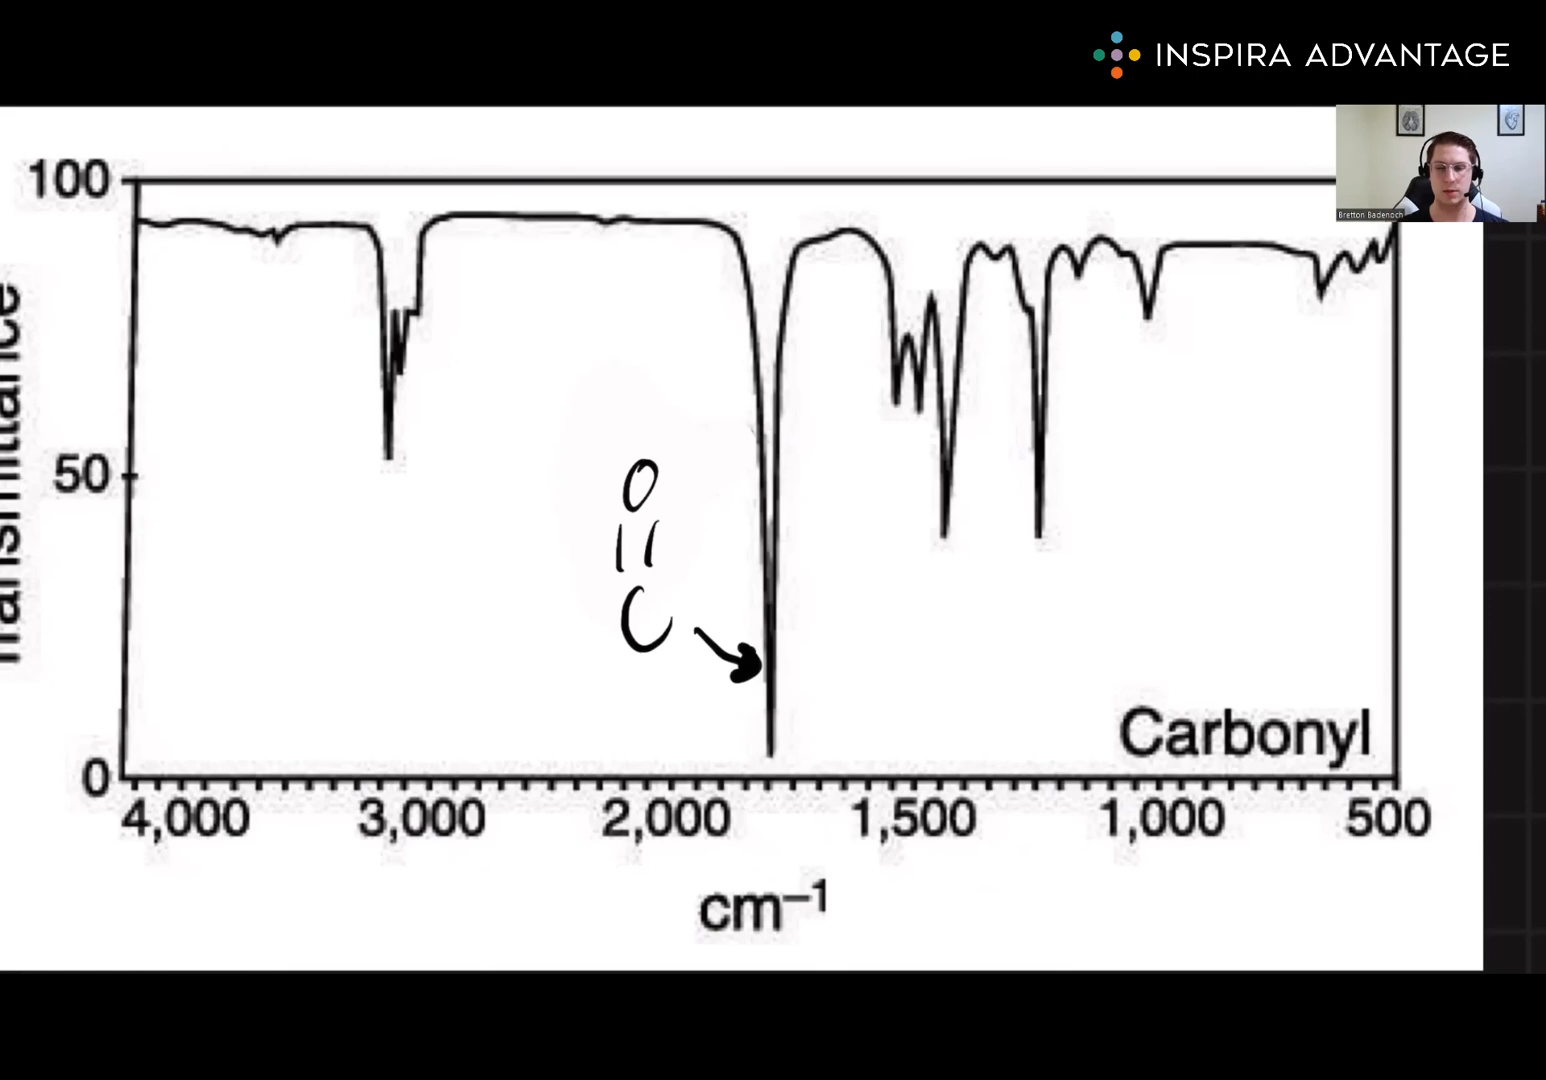 INSPIRA ADVANTAGE
Bretton Badenoch
100
50
0
Transmittance
O
C
Carbonyl
4,000 3,000 2,000 1,500 1,000 500
cm–1